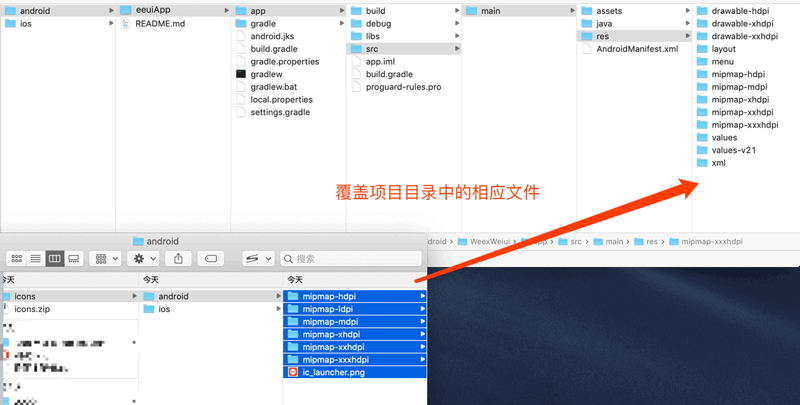 android
ios
eeuiApp
README.md
app
gradle
android.jks
build.gradle
gradle.properties
gradlew
gradlew.bat
local.properties
settings.gradle
build
debug
libs
src
app.iml
build.gradle
proguard-rules.pro
main
assets
java
res
AndroidManifest.xml
drawable-hdpi
drawable-xhdpi
drawable-xxhdpi
layout
menu
mipmap-hdpi
mipmap-mdpi
mipmap-xhdpi
mipmap-xxhdpi
mipmap-xxxhdpi
values
values-v21
xml
覆盖项目目录中的相应文件
WeexWeiui › app › src › main › res › mipmap-xxhdpi
android
搜索
今天 今天 今天
icons
icons.zip
android
ios
mipmap-hdpi
mipmap-ldpi
mipmap-mdpi
mipmap-xhdpi
mipmap-xxhdpi
mipmap-xxxhdpi
ic_launcher.png